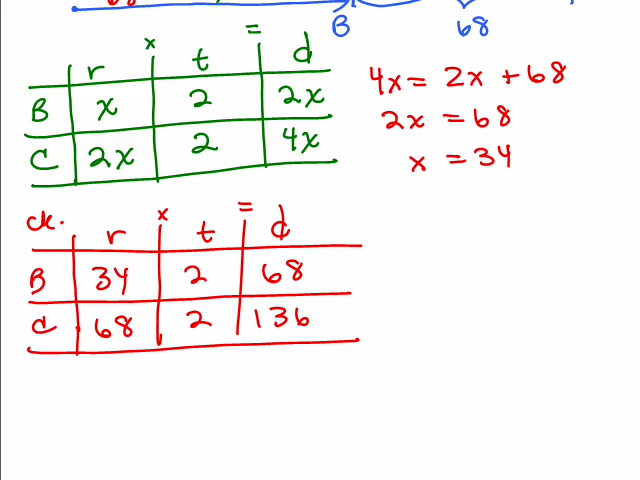 B 68
r x t = d
B x 2 2x
C 2x 2 4x
4x = 2x + 68
2x = 68
x = 34
ck.
r x t = d
B 34 2 68
C 68 2 136